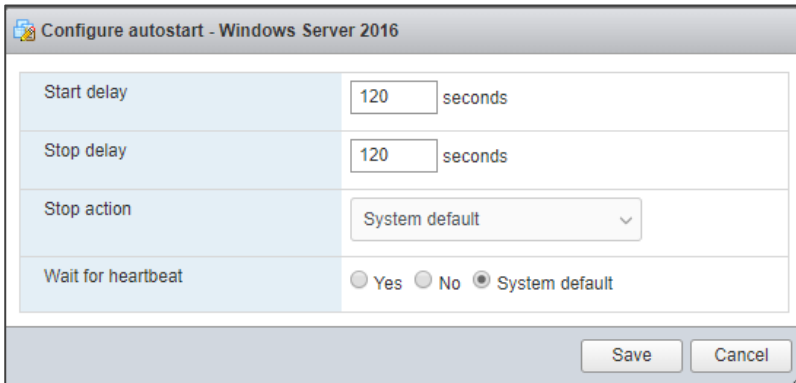 Configure autostart - Windows Server 2016
Start delay
120 seconds
Stop delay
120 seconds
Stop action
System default
Wait for heartbeat
Yes No System default
Save Cancel